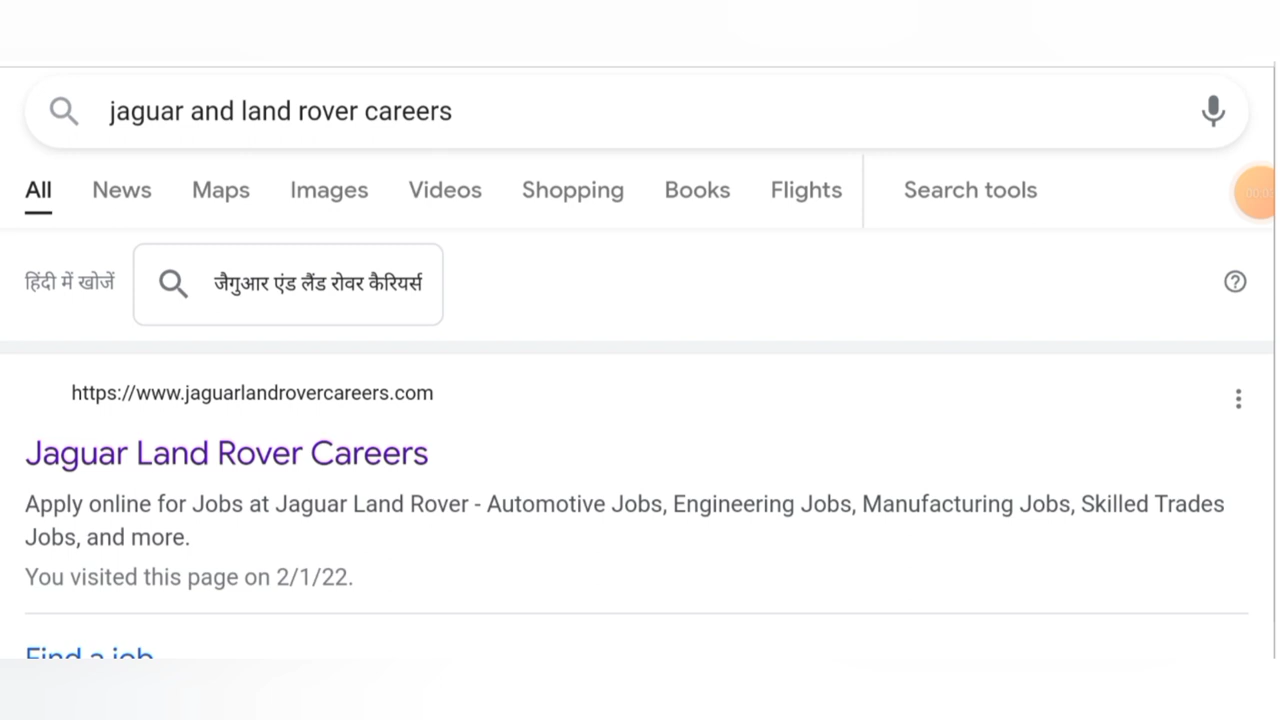 jaguar and land rover careers
All News Maps Images Videos Shopping Books Flights Search tools
हिंदी में खोजें जैगुआर एंड लैंड रोवर कैरियर्स
https://www.jaguarlandrovercareers.com
Jaguar Land Rover Careers
Apply online for Jobs at Jaguar Land Rover - Automotive Jobs, Engineering Jobs, Manufacturing Jobs, Skilled Trades
Jobs, and more.
You visited this page on 2/1/22.
Find a job